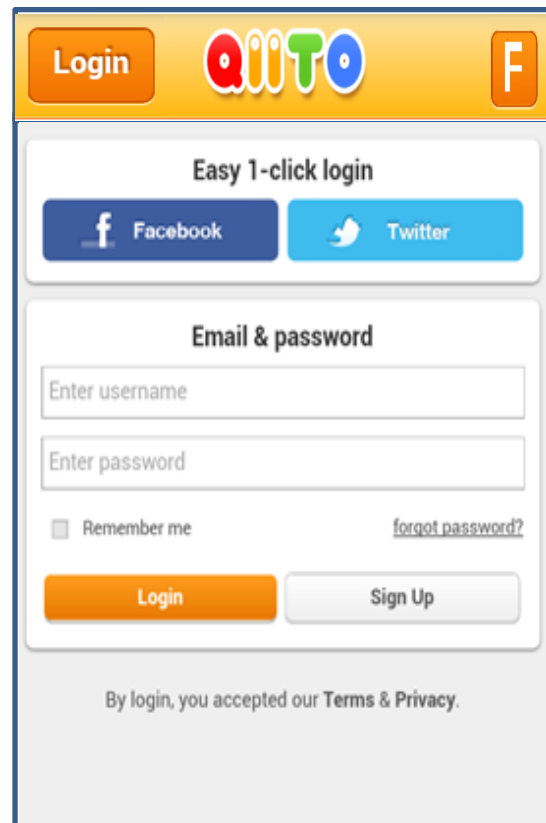 Login QiiTO F
Easy 1-click login
f Facebook Twitter
Email & password
Enter username
Enter password
Remember me forgot password?
Login Sign Up
By login, you accepted our Terms & Privacy.